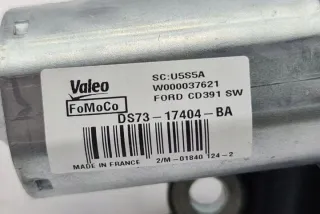 Valeo
SC:U5S5A
W000037621
FoMoCo
FORD CD391 SW
DS73-17404-BA
MADE IN FRANCE
2/M-01840 124-2